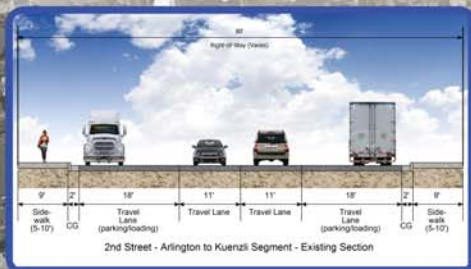 80'
Right-of-Way (Varies)
9' 2' 18' 11' 11' 18' 2' 9'
Side-walk (5-10') CG Travel Lane (parking/loading) Travel Lane Travel Lane Travel Lane (parking/loading) CG Side-walk (5-10')
2nd Street - Arlington to Kuenzli Segment - Existing Section